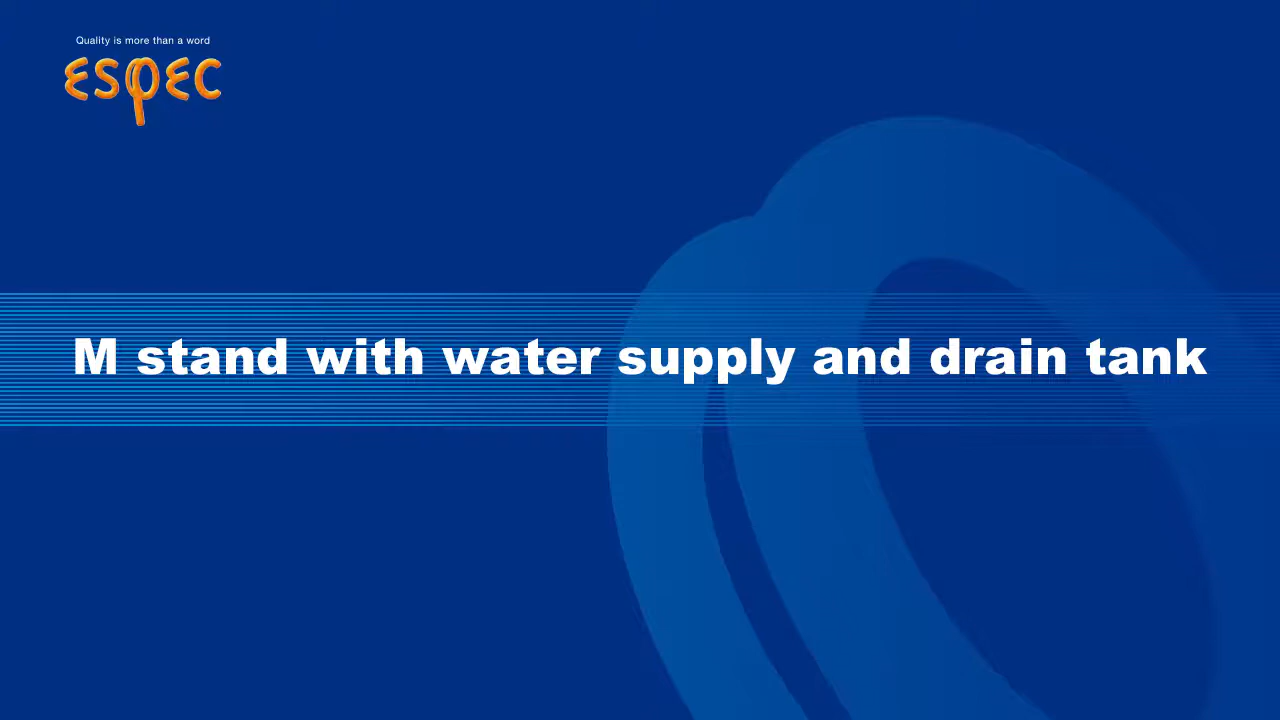 Quality is more than a word
ESPEC
M stand with water supply and drain tank